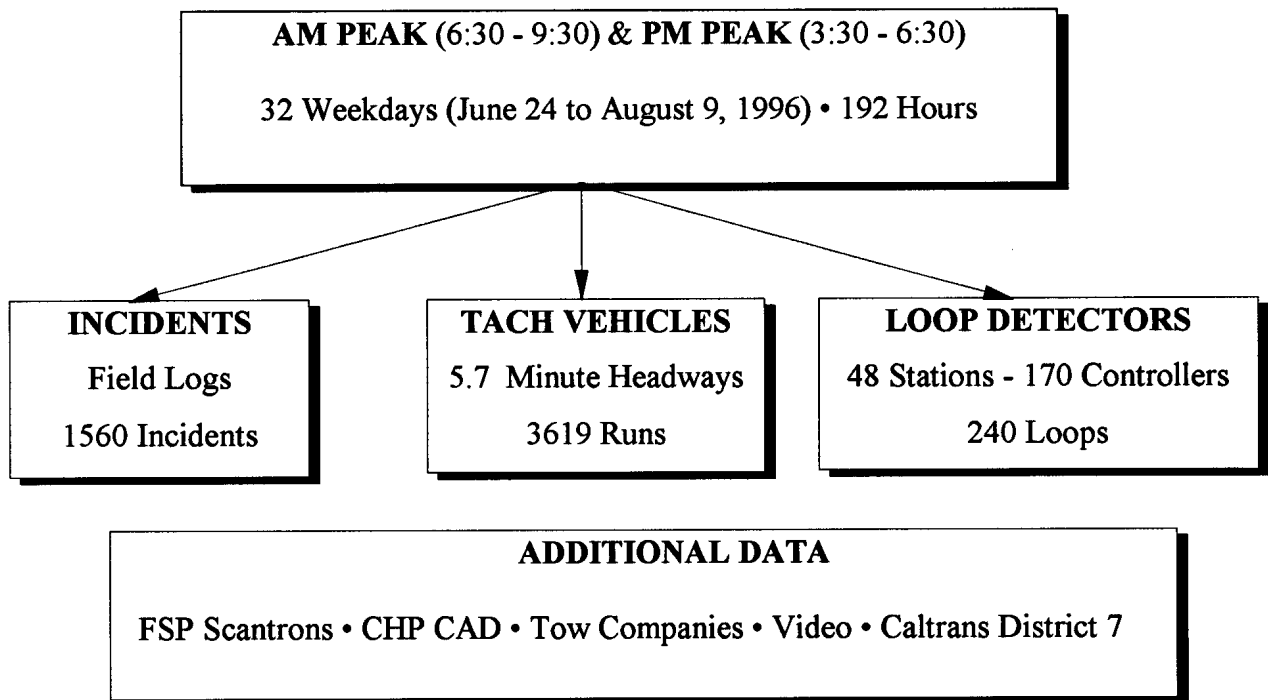 AM PEAK (6:30 - 9:30) & PM PEAK (3:30 - 6:30)
32 Weekdays (June 24 to August 9, 1996) • 192 Hours
INCIDENTS
Field Logs
1560 Incidents
TACH VEHICLES
5.7 Minute Headways
3619 Runs
LOOP DETECTORS
48 Stations - 170 Controllers
240 Loops
ADDITIONAL DATA
FSP Scantrons • CHP CAD • Tow Companies • Video • Caltrans District 7